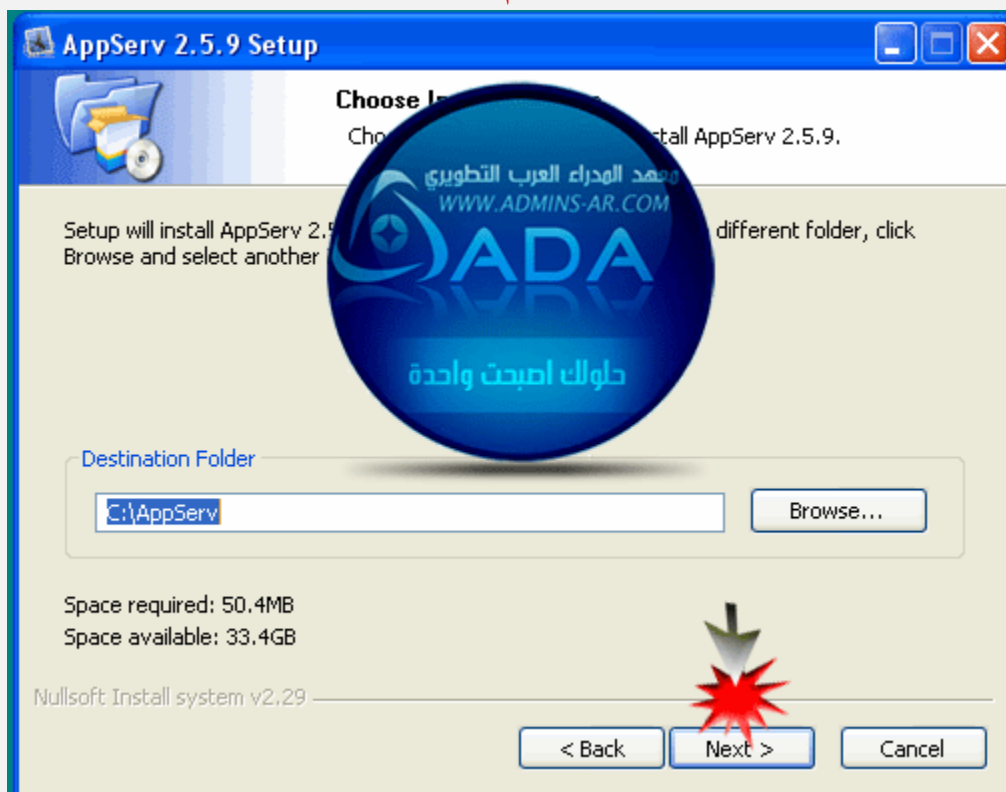 AppServ 2.5.9 Setup
Choose
Cho install AppServ 2.5.9.
معهد المدراء العرب التطويري
WWW.ADMINS-AR.COM
ADA
Setup will install AppServ 2.5 different folder, click
Browse and select another
حلولك اصبحت واحدة
Destination Folder
C:\AppServ
Browse...
Space required: 50.4MB
Space available: 33.4GB
Nullsoft Install system v2.29
< Back
Next >
Cancel